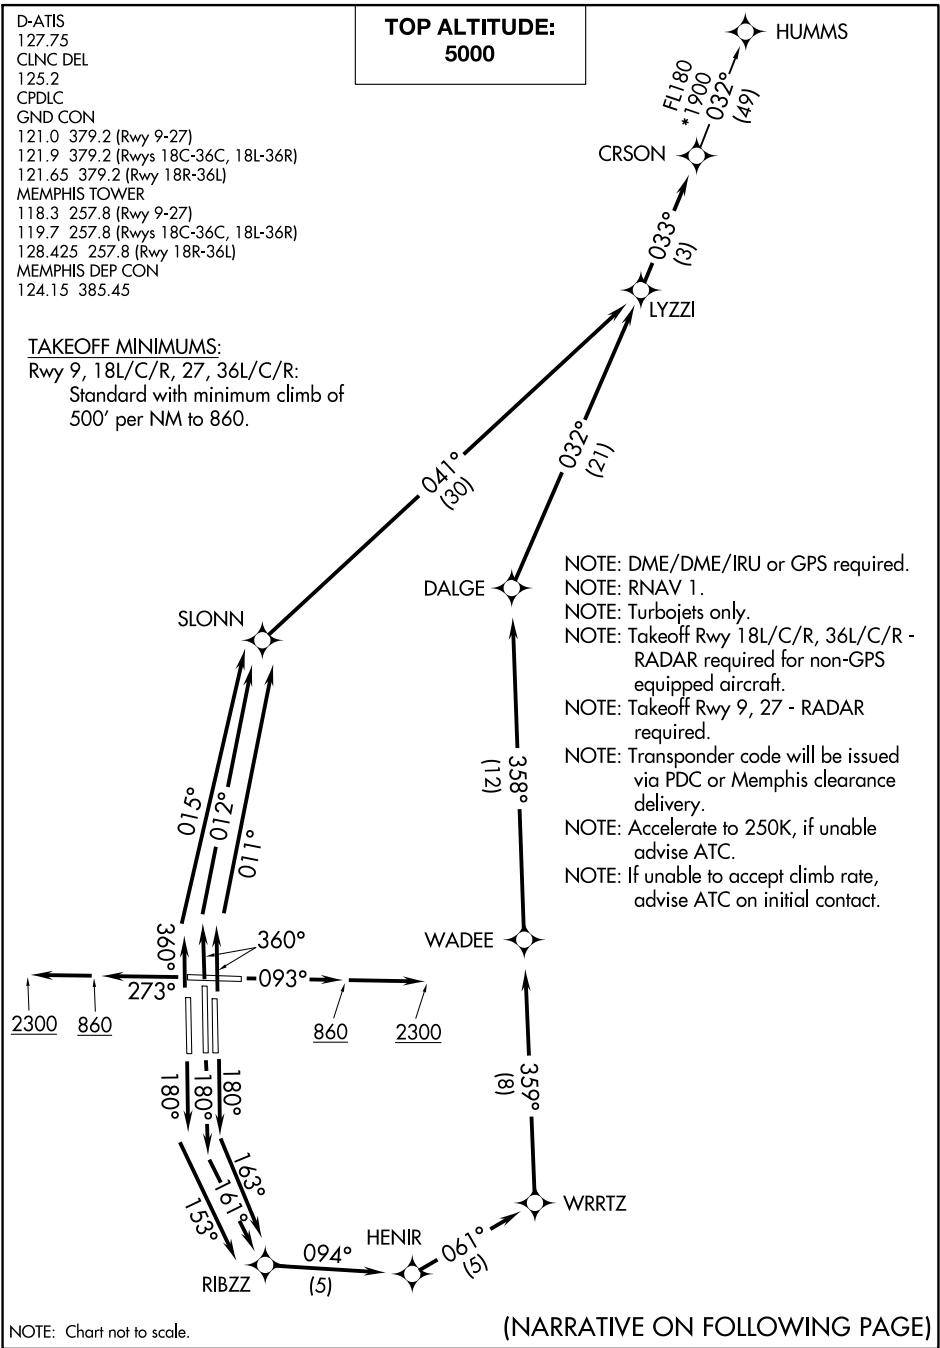 D-ATIS
127.75
CLNC DEL
125.2
CPDLC
GND CON
121.0 379.2 (Rwy 9-27)
121.9 379.2 (Rwys 18C-36C, 18L-36R)
121.65 379.2 (Rwy 18R-36L)
MEMPHIS TOWER
118.3 257.8 (Rwy 9-27)
119.7 257.8 (Rwys 18C-36C, 18L-36R)
128.425 257.8 (Rwy 18R-36L)
MEMPHIS DEP CON
124.15 385.45
TOP ALTITUDE:
5000
HUMMS
FL180
*1900
032°
(49)
CRSON
033°
(3)
LYZZI
TAKEOFF MINIMUMS:
Rwy 9, 18L/C/R, 27, 36L/C/R:
Standard with minimum climb of
500' per NM to 860.
041°
(30)
032°
(21)
DALGE
SLONN
NOTE: DME/DME/IRU or GPS required.
NOTE: RNAV 1.
NOTE: Turbojets only.
NOTE: Takeoff Rwy 18L/C/R, 36L/C/R -
RADAR required for non-GPS
equipped aircraft.
NOTE: Takeoff Rwy 9, 27 - RADAR
required.
NOTE: Transponder code will be issued
via PDC or Memphis clearance
delivery.
NOTE: Accelerate to 250K, if unable
advise ATC.
NOTE: If unable to accept climb rate,
advise ATC on initial contact.
358°
(12)
015°
012°
011°
WADEE
360°
360°
273°
093°
2300
860
860
2300
359°
(8)
180°
180°
180°
153°
161°
163°
WRRTZ
HENIR
061°
(5)
094°
(5)
RIBZZ
NOTE: Chart not to scale.
(NARRATIVE ON FOLLOWING PAGE)